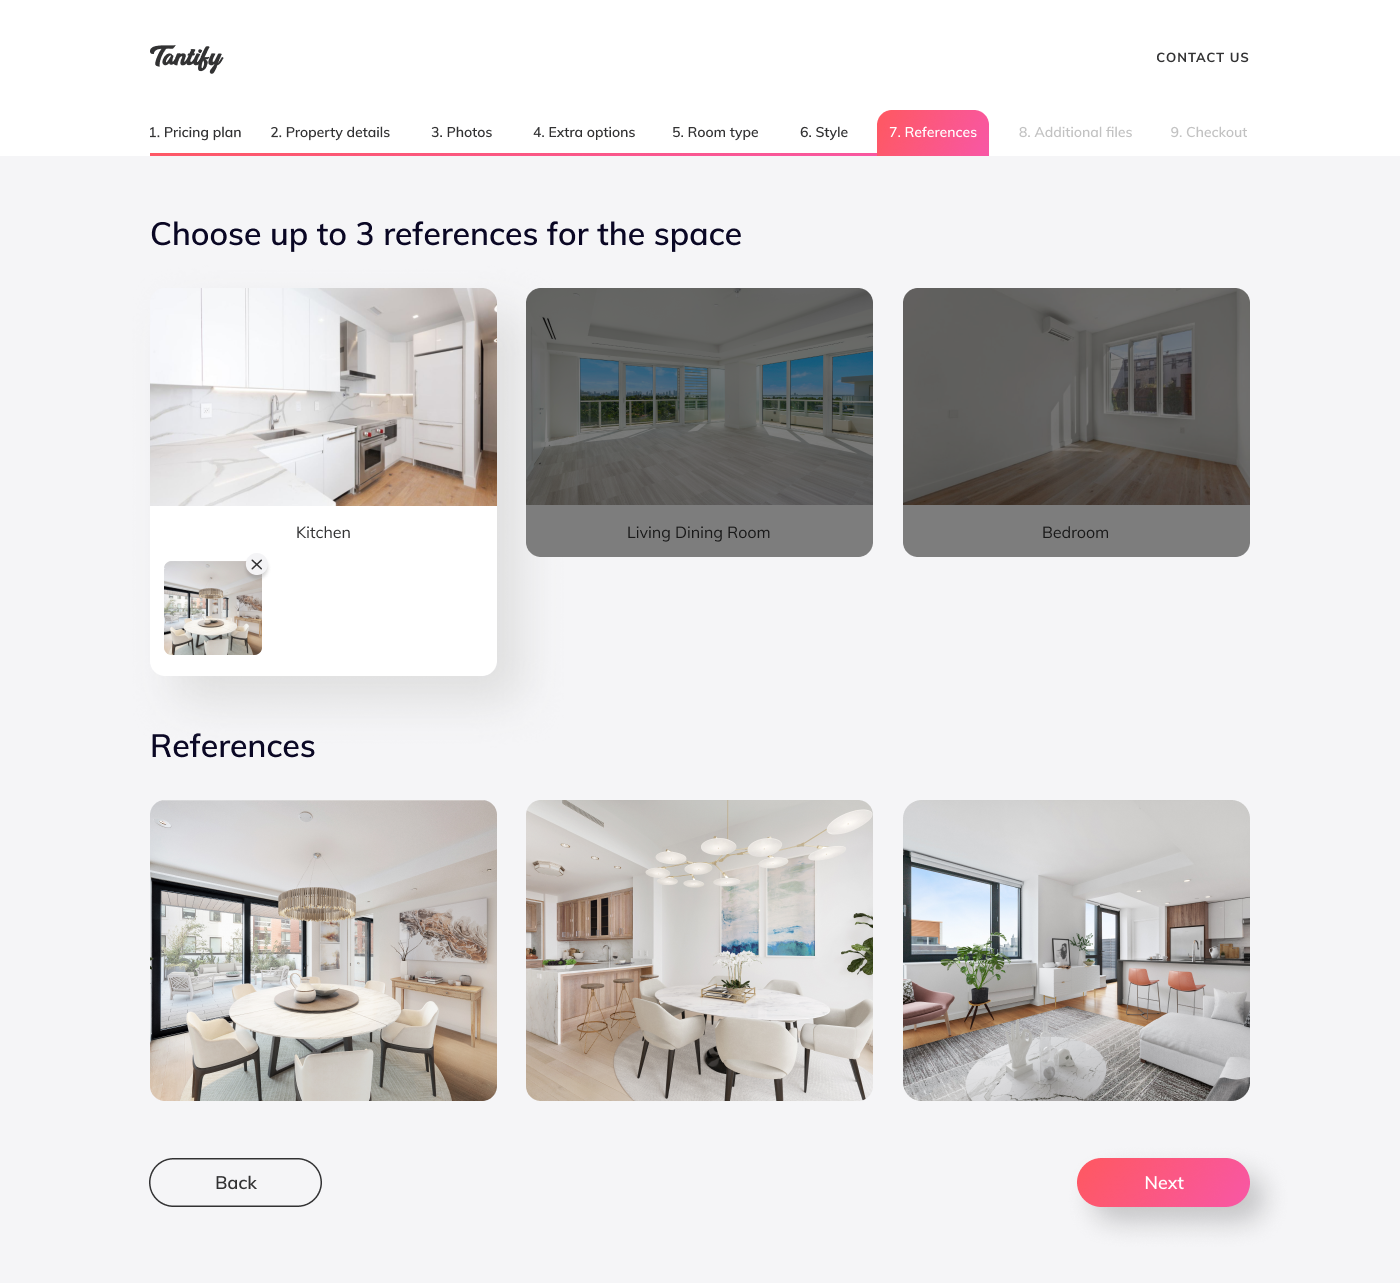 Tantify
CONTACT US
1. Pricing plan
2. Property details
3. Photos
4. Extra options
5. Room type
6. Style
7. References
8. Additional files
9. Checkout
Choose up to 3 references for the space
Kitchen
Living Dining Room
Bedroom
References
Back
Next